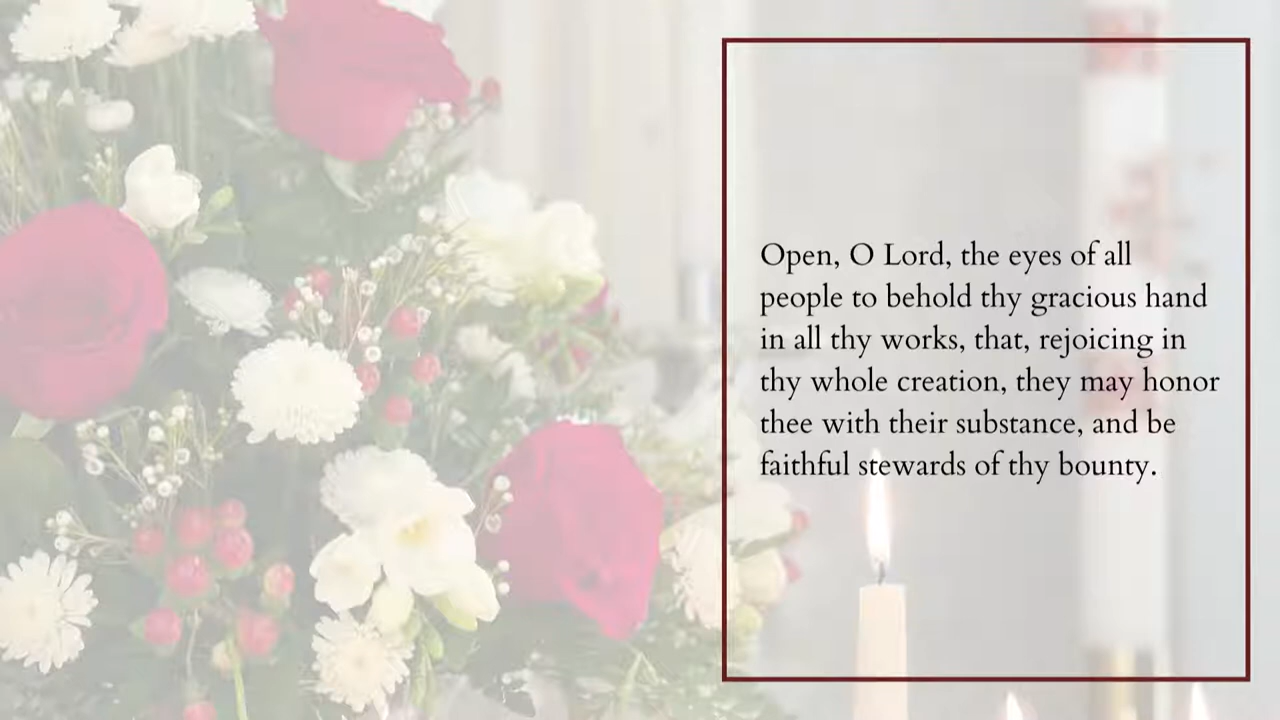 Open, O Lord, the eyes of all
people to behold thy gracious hand
in all thy works, that, rejoicing in
thy whole creation, they may honor
thee with their substance, and be
faithful stewards of thy bounty.